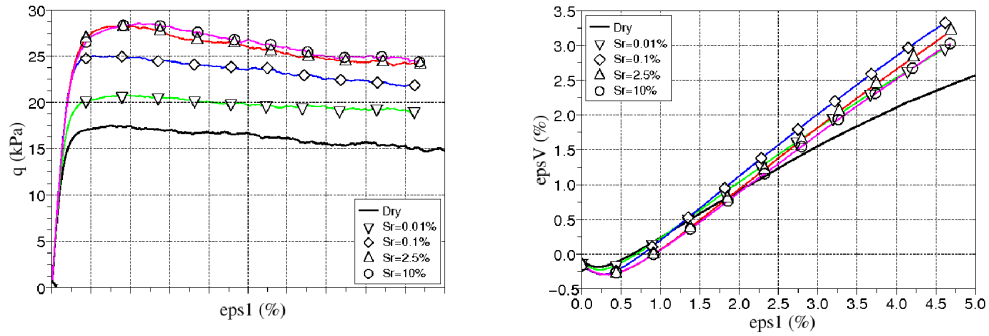 30
25
20
15
10
5
0
q (kPa)
eps1 (%)
Dry
Sr=0.01%
Sr=0.1%
Sr=2.5%
Sr=10%
3.5
3.0
2.5
2.0
1.5
1.0
0.5
0.0
−0.5
epsV (%)
0.0 0.5 1.0 1.5 2.0 2.5 3.0 3.5 4.0 4.5 5.0
eps1 (%)
Dry
Sr=0.01%
Sr=0.1%
Sr=2.5%
Sr=10%